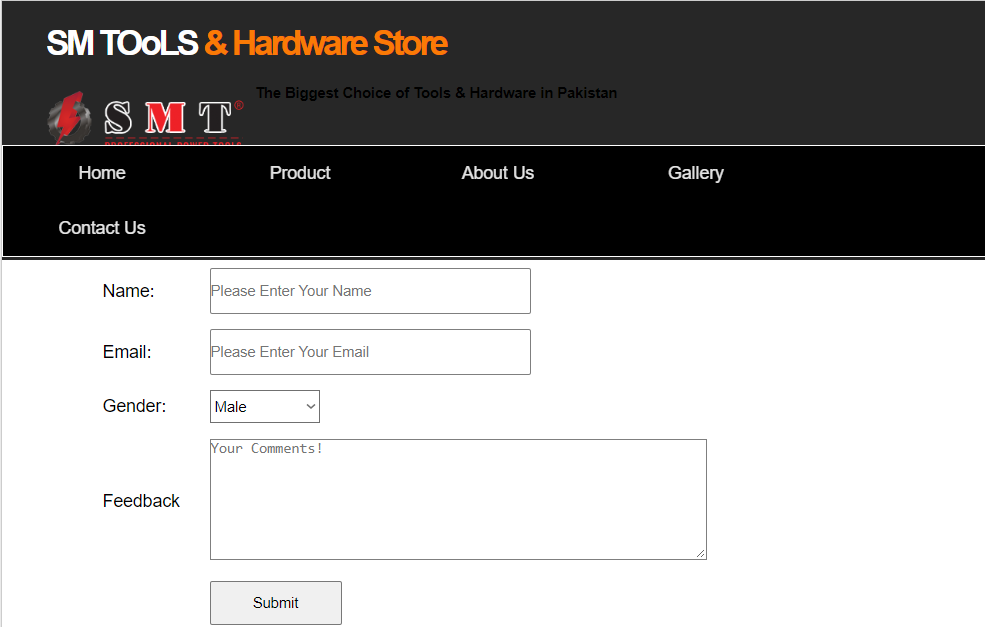 SM TOoLS & Hardware Store
The Biggest Choice of Tools & Hardware in Pakistan
SMT®
PROFESSIONAL POWER TOOLS
Home Product About Us Gallery
Contact Us
Name: Please Enter Your Name
Email: Please Enter Your Email
Gender: Male
Your Comments!
Feedback
Submit